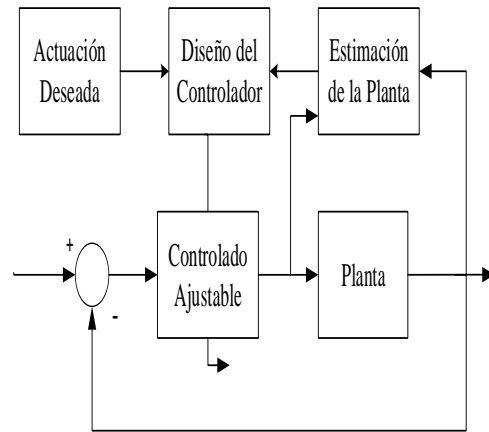 Actuación
Deseada
Diseño del
Controlador
Estimación
de la Planta
+
-
Controlado
Ajustable
Planta